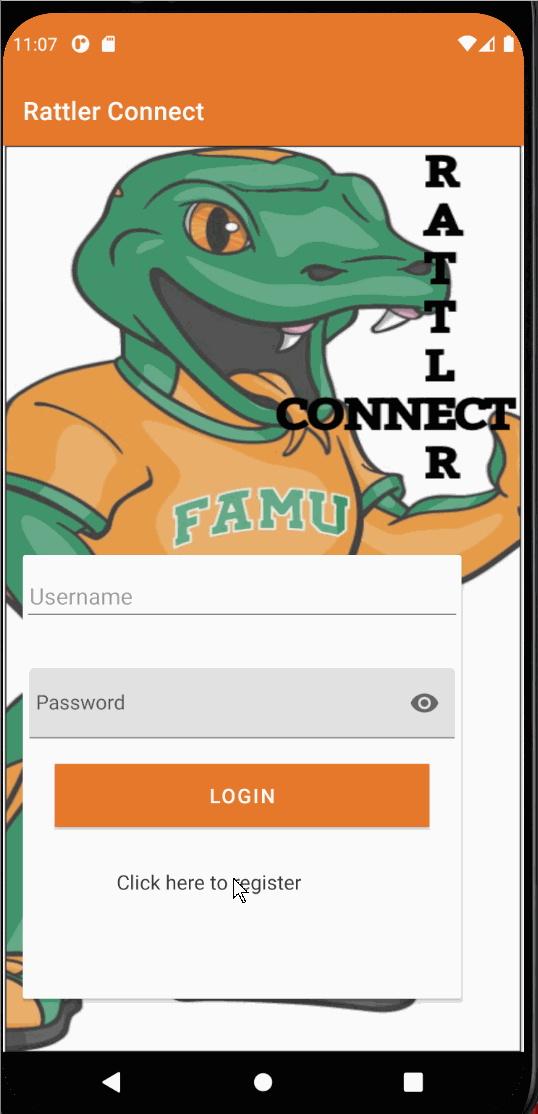 11:07
Rattler Connect
R
A
T
T
L
CONNECT
R
FAMU
Username
Password
LOGIN
Click here to register